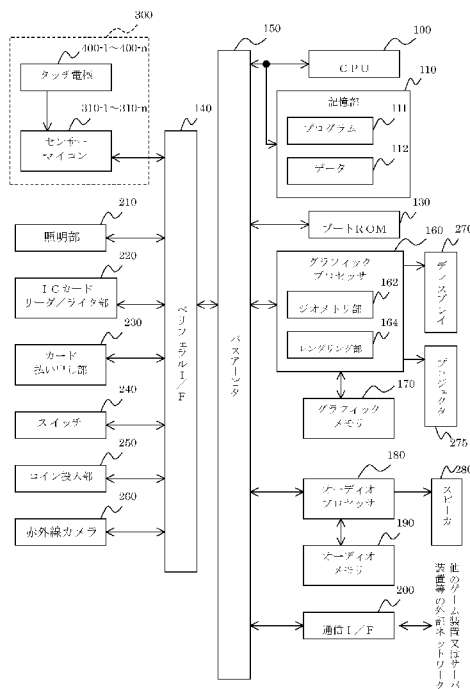 300
400-1～400-n
タッチ電極
310-1～310-n
センサー
マイコン
140
210
照明部
220
ICカード
リーダ/ライタ部
230
カード
払い出し部
240
スイッチ
250
コイン投入部
260
赤外線カメラ
ペリフェラルI/F
150
バスアービタ
100
CPU
110
記憶部
111
プログラム
112
データ
130
ブートROM
160
グラフィック
プロセッサ
162
ジオメトリ部
164
レンダリング部
170
グラフィック
メモリ
270
ディスプレイ
プロジェクタ
275
180
オーディオ
プロセッサ
190
オーディオ
メモリ
280
スピーカ
200
通信I/F
他のゲーム装置又はサーバ
装置等の外部ネットワーク